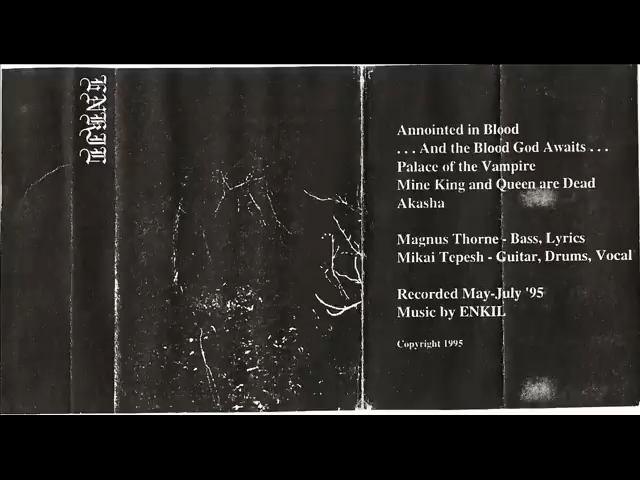 ENKIL
Annointed in Blood
. . . And the Blood God Awaits . . .
Palace of the Vampire
Mine King and Queen are Dead
Akasha
Magnus Thorne - Bass, Lyrics
Mikai Tepesh - Guitar, Drums, Vocal
Recorded May-July '95
Music by ENKIL
Copyright 1995